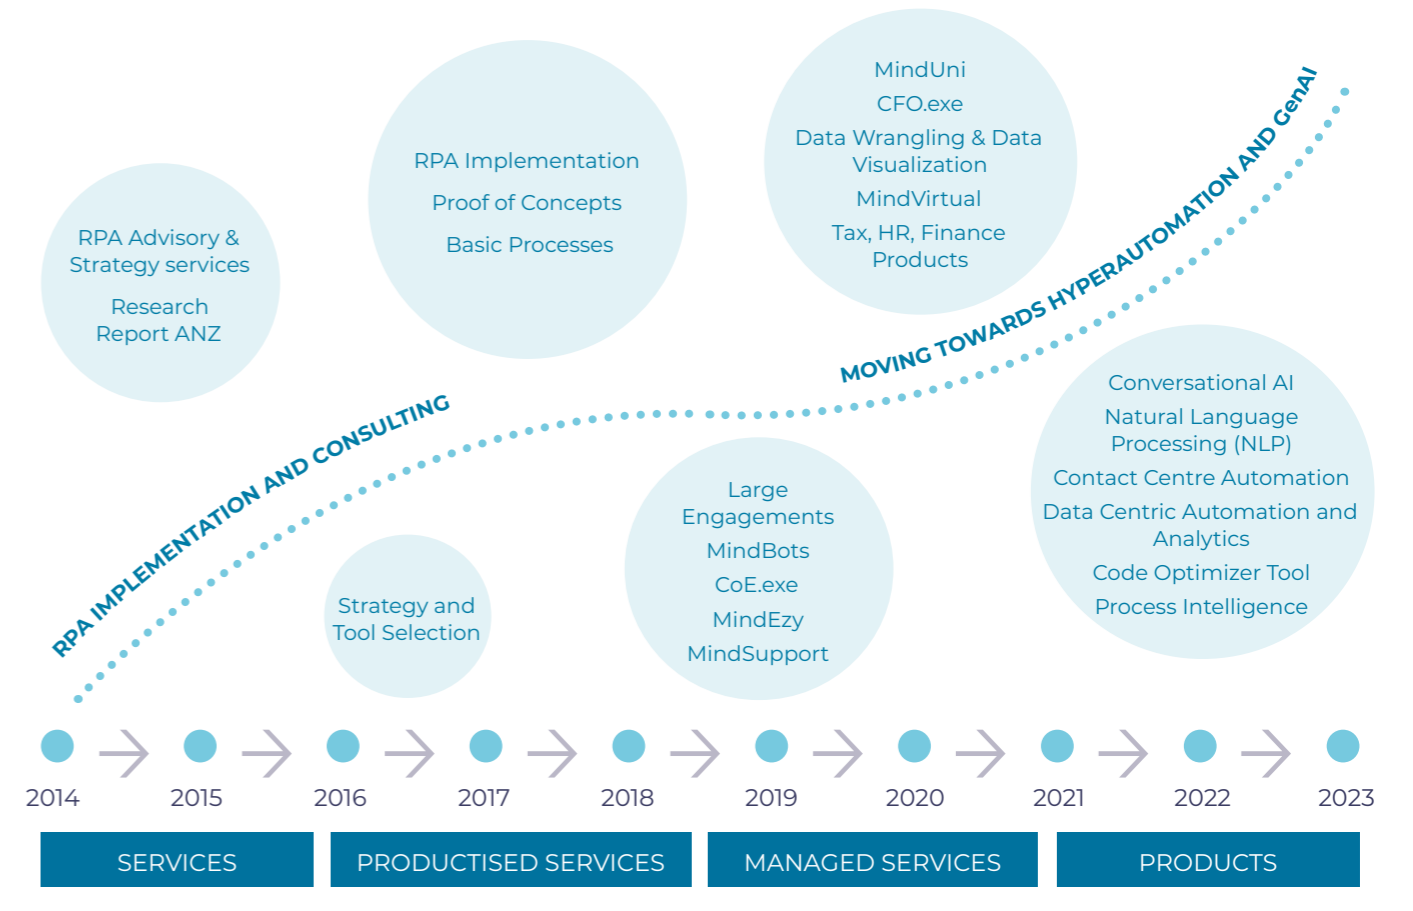 RPA Advisory &
Strategy services
Research
Report ANZ
RPA Implementation
Proof of Concepts
Basic Processes
MindUni
CFO.exe
Data Wrangling & Data
Visualization
MindVirtual
Tax, HR, Finance
Products
RPA IMPLEMENTATION AND CONSULTING
MOVING TOWARDS HYPERAUTOMATION AND GenAI
Strategy and
Tool Selection
Large
Engagements
MindBots
CoE.exe
MindEzy
MindSupport
Conversational AI
Natural Language
Processing (NLP)
Contact Centre Automation
Data Centric Automation and
Analytics
Code Optimizer Tool
Process Intelligence
2014 2015 2016 2017 2018 2019 2020 2021 2022 2023
SERVICES PRODUCTISED SERVICES MANAGED SERVICES PRODUCTS